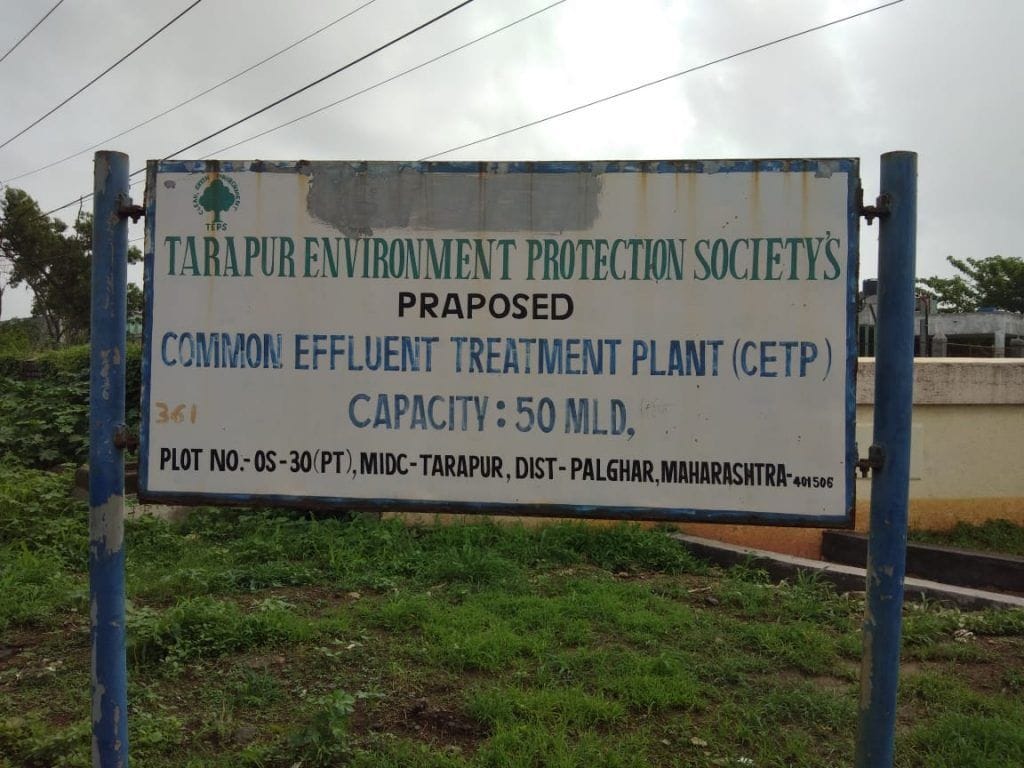 TEPS
TARAPUR ENVIRONMENT PROTECTION SOCIETY'S
PRAPOSED
COMMON EFFLUENT TREATMENT PLANT (CETP)
361
CAPACITY : 50 MLD,
PLOT NO.- OS - 30 (PT), MIDC - TARAPUR, DIST - PALGHAR, MAHARASHTRA - 401506